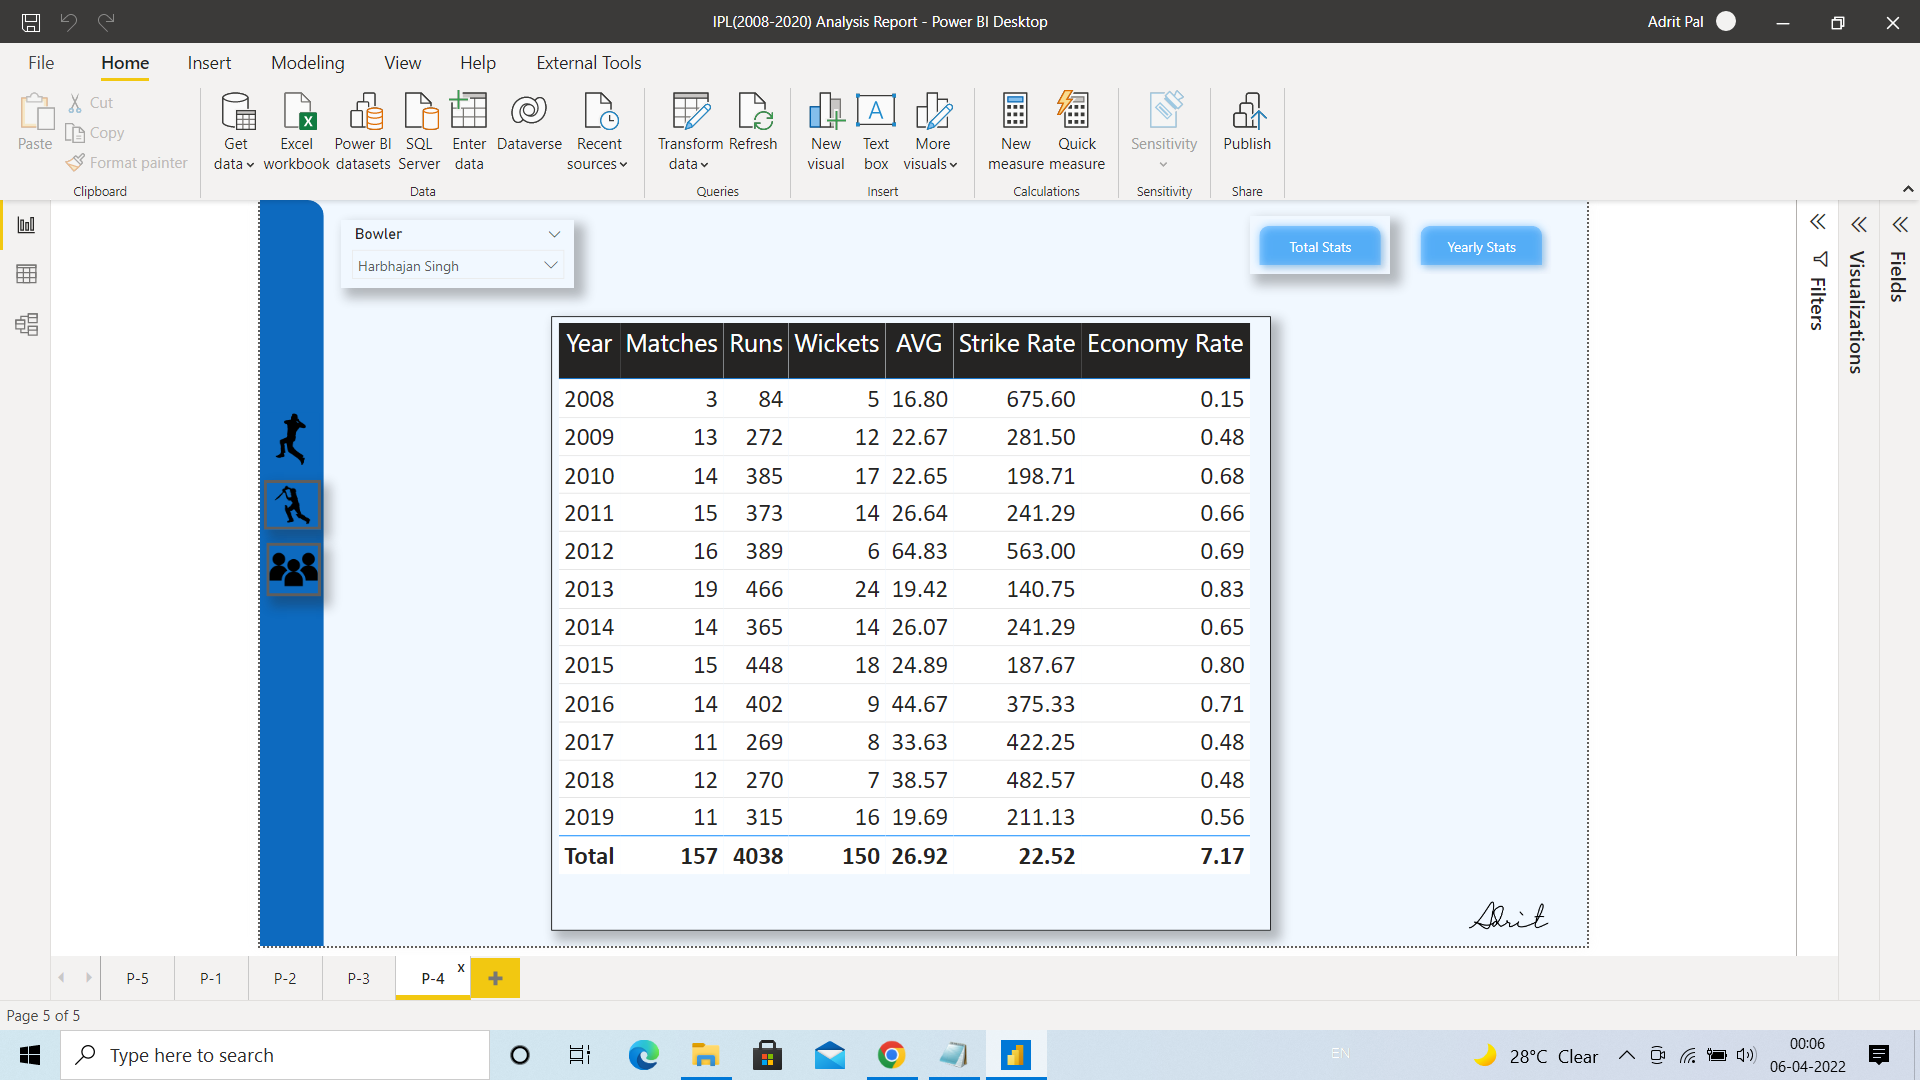 IPL(2008-2020) Analysis Report - Power BI Desktop
Adrit Pal
File Home Insert Modeling View Help External Tools
Paste
Cut
Copy
Format painter
Clipboard
Get data
Excel workbook
Power BI datasets
SQL Server
Enter data
Dataverse
Recent sources
Data
Transform data
Refresh
Queries
New visual
Text box
More visuals
Insert
New measure
Quick measure
Calculations
Sensitivity
Sensitivity
Publish
Share
Bowler
Harbhajan Singh
Total Stats
Yearly Stats
Filters
Visualizations
Fields
Year Matches Runs Wickets AVG Strike Rate Economy Rate
2008 3 84 5 16.80 675.60 0.15
2009 13 272 12 22.67 281.50 0.48
2010 14 385 17 22.65 198.71 0.68
2011 15 373 14 26.64 241.29 0.66
2012 16 389 6 64.83 563.00 0.69
2013 19 466 24 19.42 140.75 0.83
2014 14 365 14 26.07 241.29 0.65
2015 15 448 18 24.89 187.67 0.80
2016 14 402 9 44.67 375.33 0.71
2017 11 269 8 33.63 422.25 0.48
2018 12 270 7 38.57 482.57 0.48
2019 11 315 16 19.69 211.13 0.56
Total 157 4038 150 26.92 22.52 7.17
Adrit
P-5 P-1 P-2 P-3 P-4 x +
Page 5 of 5
Type here to search
EN
28°C Clear
00:06
06-04-2022